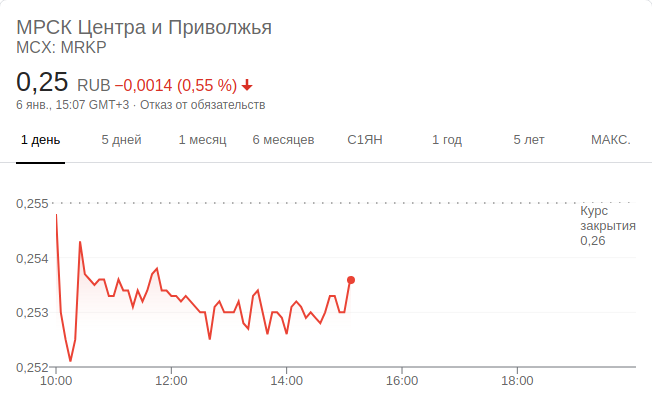 МРСК Центра и Приволжья
MCX: MRKP
0,25 RUB −0,0014 (0,55 %)
6 янв., 15:07 GMT+3 · Отказ от обязательств
1 день 5 дней 1 месяц 6 месяцев С1ЯН 1 год 5 лет МАКС.
0,255
Курс
закрытия
0,26
0,254
0,253
0,252
10:00 12:00 14:00 16:00 18:00